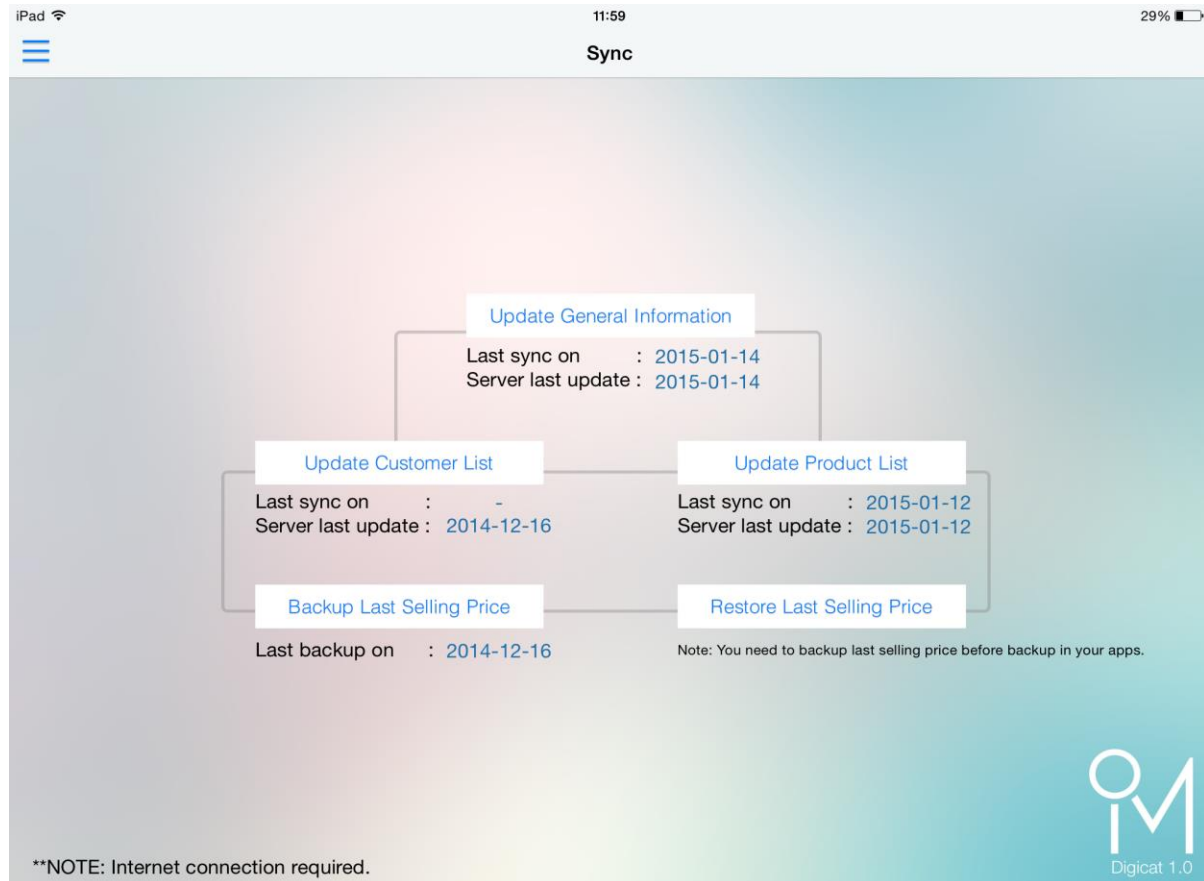 iPad 11:59 29%
Sync
Update General Information
Last sync on : 2015-01-14
Server last update : 2015-01-14
Update Customer List
Last sync on : -
Server last update : 2014-12-16
Update Product List
Last sync on : 2015-01-12
Server last update : 2015-01-12
Backup Last Selling Price
Last backup on : 2014-12-16
Restore Last Selling Price
Note: You need to backup last selling price before backup in your apps.
**NOTE: Internet connection required.
Digicat 1.0